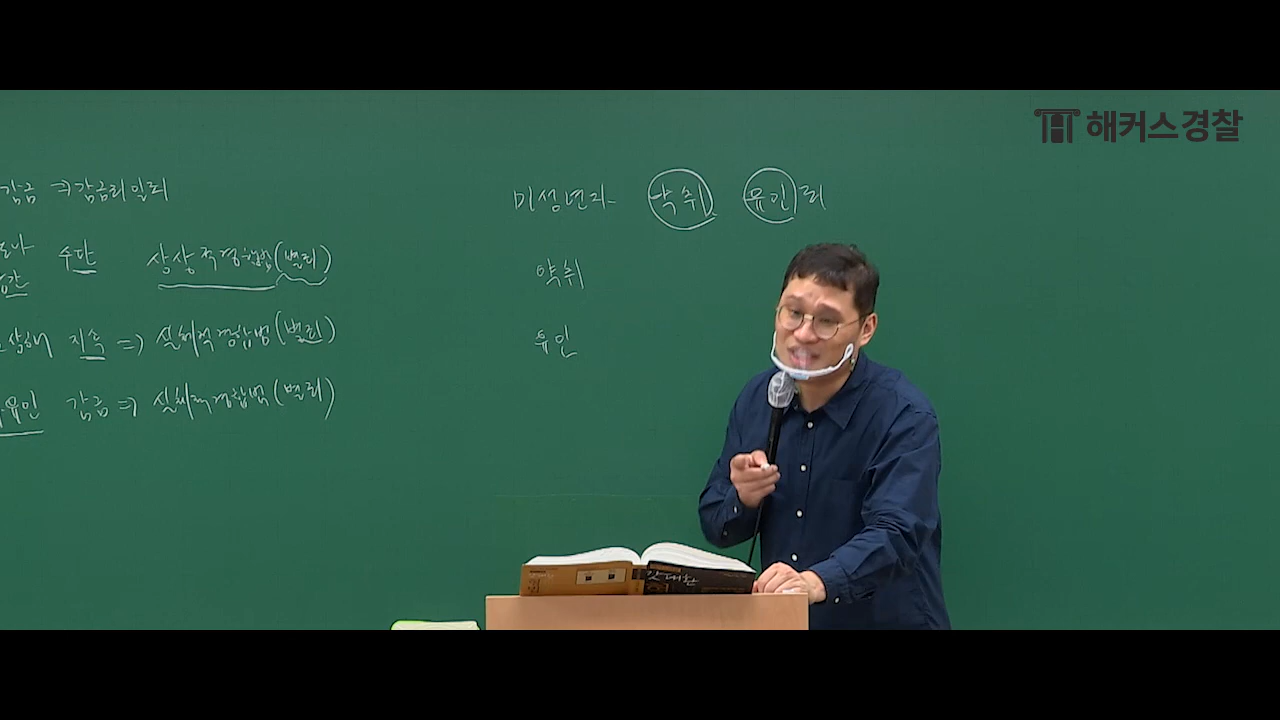 해커스경찰
감금 ⇒ 감금죄 일죄
수단 상상적경합범(별죄)
지속 ⇒ 실체적경합범(별죄)
유인 감금 ⇒ 실체적경합범(별죄)
미성년자 약취 유인죄
약취
유인